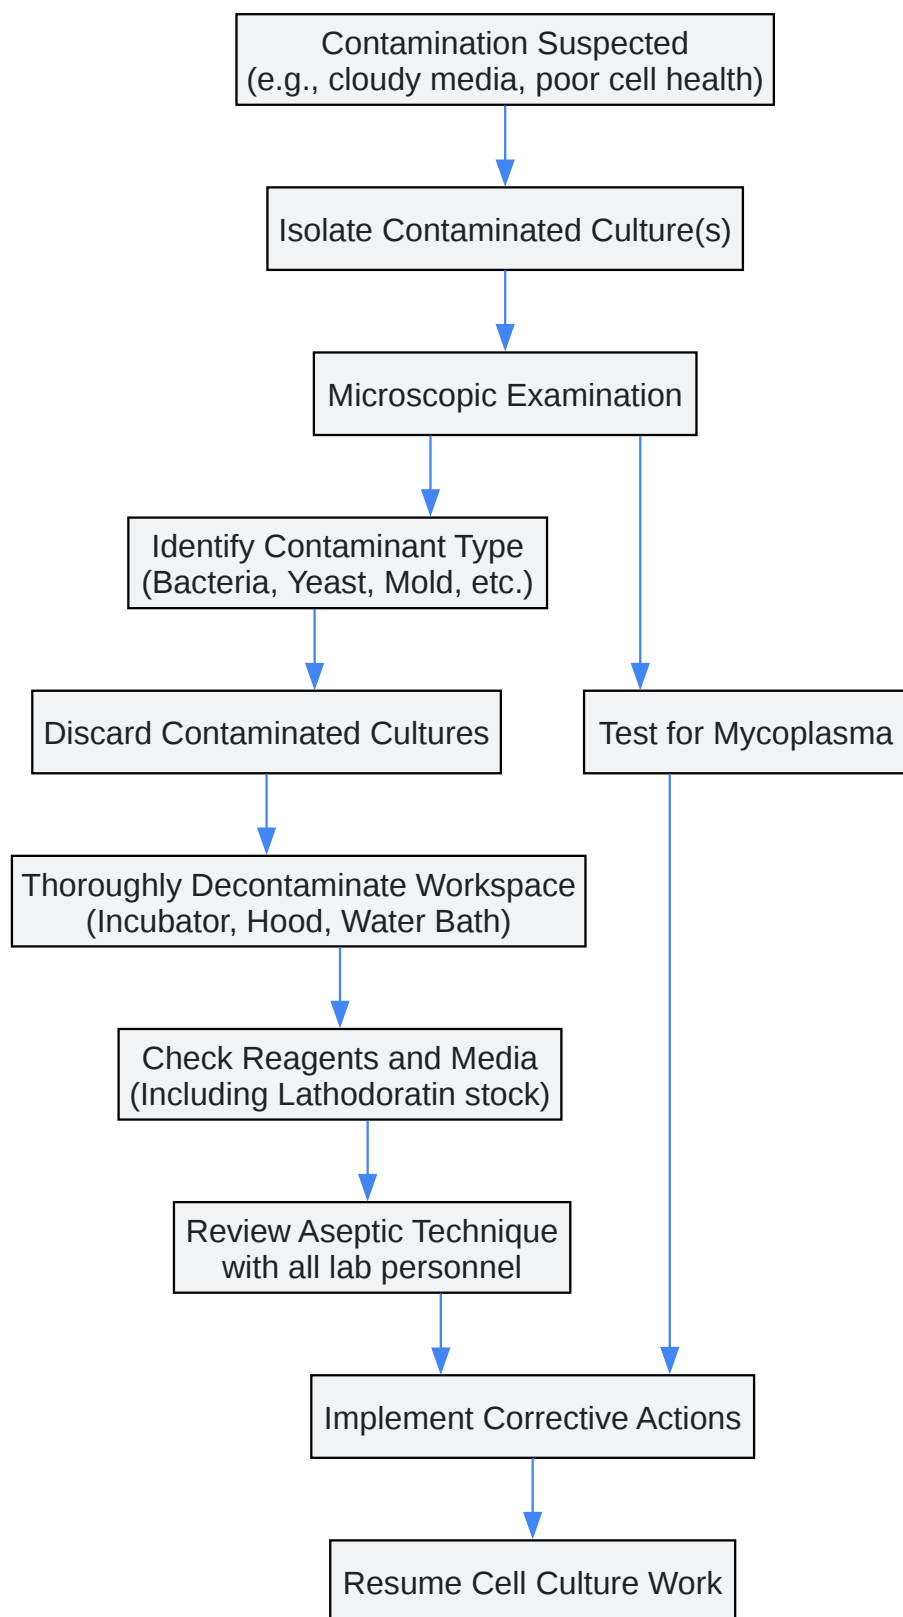 Contamination Suspected
(e.g., cloudy media, poor cell health)
Isolate Contaminated Culture(s)
Microscopic Examination
Identify Contaminant Type
(Bacteria, Yeast, Mold, etc.)
Discard Contaminated Cultures
Test for Mycoplasma
Thoroughly Decontaminate Workspace
(Incubator, Hood, Water Bath)
Check Reagents and Media
(Including Lathodoratin stock)
Review Aseptic Technique
with all lab personnel
Implement Corrective Actions
Resume Cell Culture Work